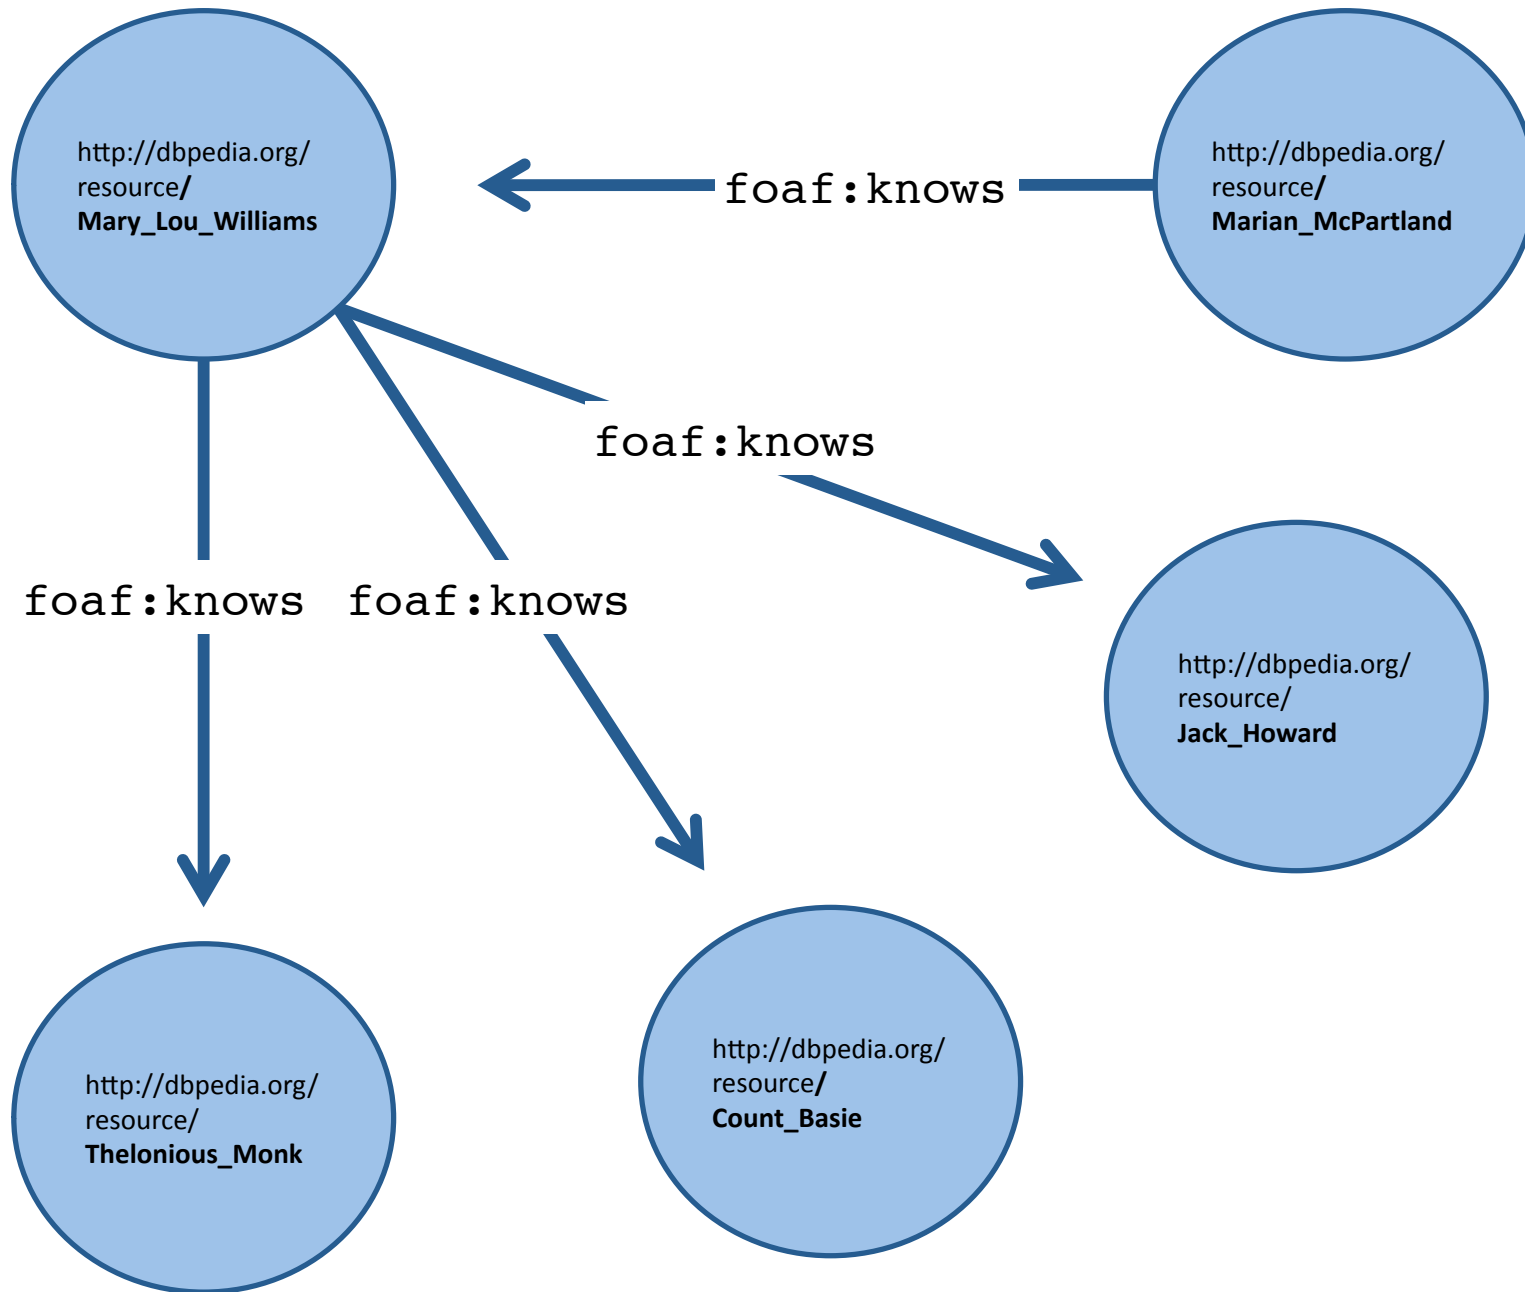 http://dbpedia.org/
resource/
Mary_Lou_Williams
foaf:knows
http://dbpedia.org/
resource/
Marian_McPartland
foaf:knows
foaf:knows
foaf:knows
http://dbpedia.org/
resource/
Jack_Howard
http://dbpedia.org/
resource/
Thelonious_Monk
http://dbpedia.org/
resource/
Count_Basie